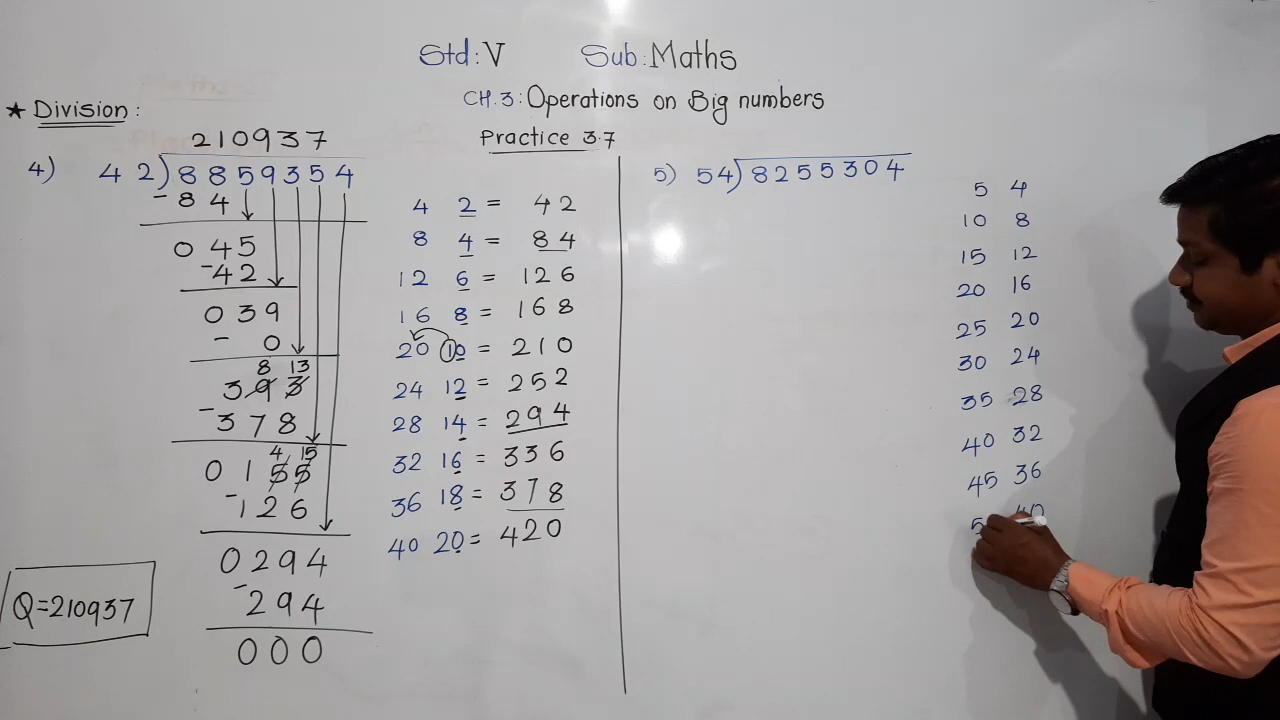 Std: V Sub: Maths
CH.3: Operations on Big numbers
Practice 3.7
★ Division:
210937
4) 42)8859354
-84
045
-42
039
- 0
8 13
393
-378
4 15
0155
-126
0294
-294
000
Q=210937
4 2 = 42
8 4 = 84
12 6 = 126
16 8 = 168
20 10 = 210
24 12 = 252
28 14 = 294
32 16 = 336
36 18 = 378
40 20 = 420
5) 54)8255304
5 4
10 8
15 12
20 16
25 20
30 24
35 28
40 32
45 36
5 40